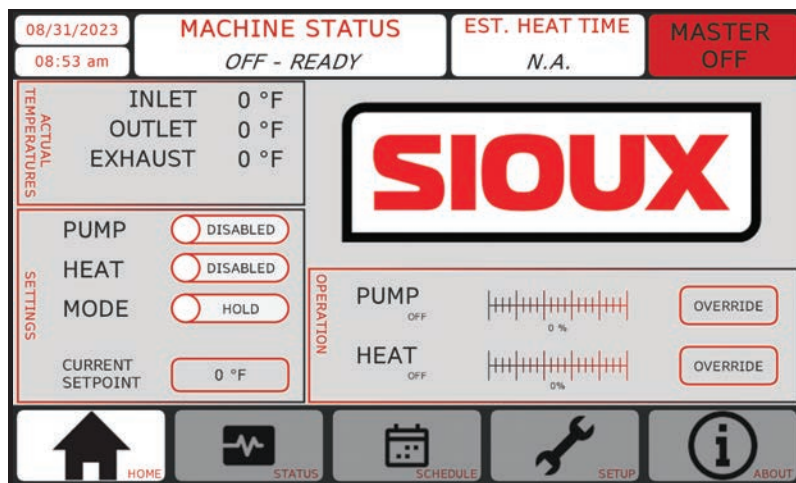 08/31/2023
08:53 am
MACHINE STATUS
OFF - READY
EST. HEAT TIME
N.A.
MASTER
OFF
ACTUAL
TEMPERATURES
INLET 0 °F
OUTLET 0 °F
EXHAUST 0 °F
SIOUX
SETTINGS
PUMP DISABLED
HEAT DISABLED
MODE HOLD
CURRENT
SETPOINT
0 °F
OPERATION
PUMP
OFF
0 %
OVERRIDE
HEAT
OFF
0%
OVERRIDE
HOME
STATUS
SCHEDULE
SETUP
ABOUT